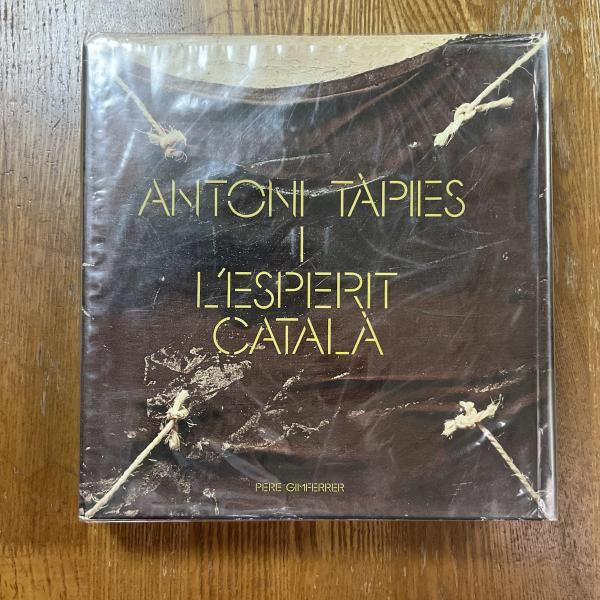 ANTONI TÀPIES
I
L'ESPERIT
CATALÀ
PERE GIMFERRER